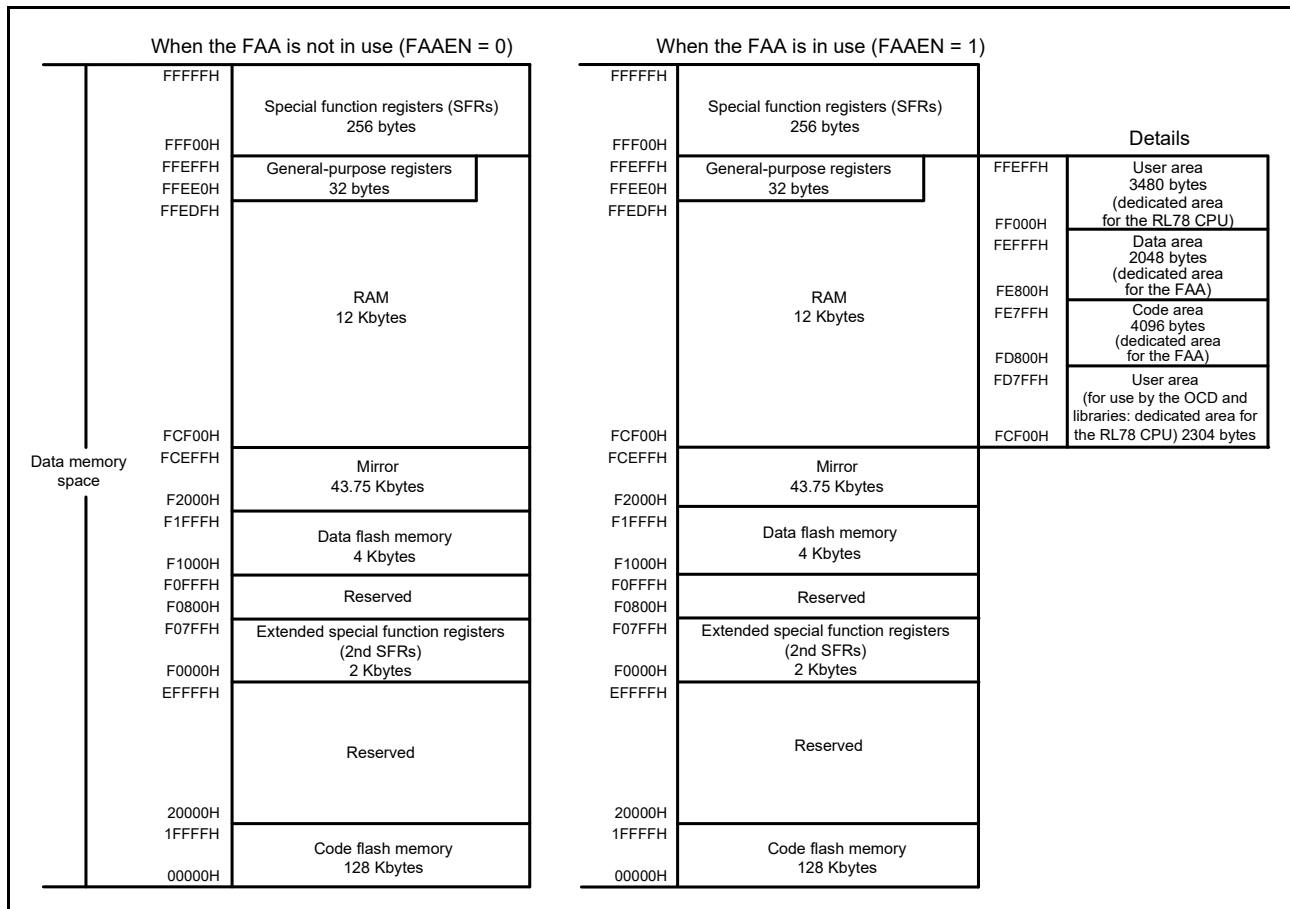 When the FAA is not in use (FAAEN = 0)
FFFFFH
Special function registers (SFRs)
256 bytes
FFF00H
FFEFFH
General-purpose registers
32 bytes
FFEE0H
FFEDFH
RAM
12 Kbytes
FCF00H
FCEFFH
Mirror
43.75 Kbytes
F2000H
F1FFFH
Data flash memory
4 Kbytes
F1000H
F0FFFH
Reserved
F0800H
F07FFH
Extended special function registers
(2nd SFRs)
2 Kbytes
F0000H
EFFFFH
Reserved
20000H
1FFFFH
Code flash memory
128 Kbytes
00000H
Data memory
space
When the FAA is in use (FAAEN = 1)
FFFFFH
Special function registers (SFRs)
256 bytes
FFF00H
FFEFFH
General-purpose registers
32 bytes
FFEE0H
FFEDFH
RAM
12 Kbytes
FCF00H
FCEFFH
Mirror
43.75 Kbytes
F2000H
F1FFFH
Data flash memory
4 Kbytes
F1000H
F0FFFH
Reserved
F0800H
F07FFH
Extended special function registers
(2nd SFRs)
2 Kbytes
F0000H
EFFFFH
Reserved
20000H
1FFFFH
Code flash memory
128 Kbytes
00000H
Details
FFEFFH
User area
3480 bytes
(dedicated area
for the RL78 CPU)
FF000H
FEFFFH
Data area
2048 bytes
(dedicated area
for the FAA)
FE800H
FE7FFH
Code area
4096 bytes
(dedicated area
for the FAA)
FD800H
FD7FFH
User area
(for use by the OCD and
libraries: dedicated area for
the RL78 CPU) 2304 bytes
FCF00H